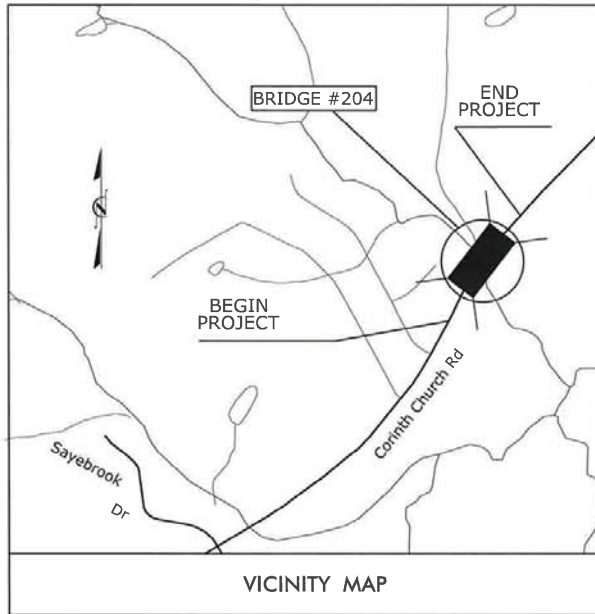 BRIDGE #204
END
PROJECT
BEGIN
PROJECT
Corinth Church Rd
Sayebrook
Dr
VICINITY MAP